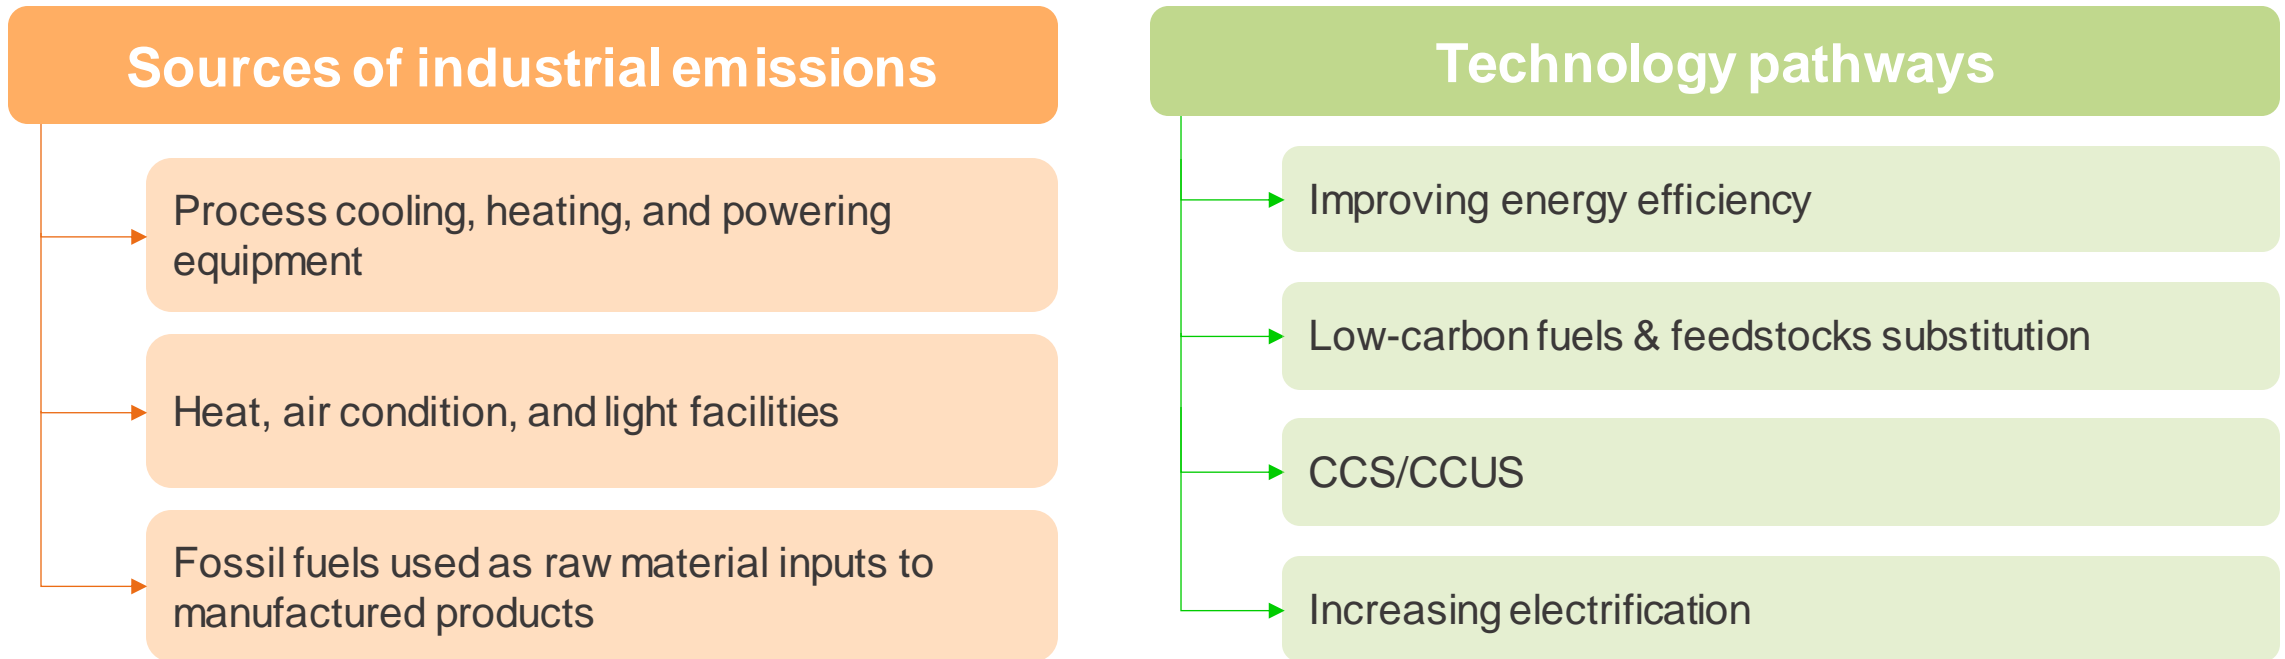 Sources of industrial emissions
Process cooling, heating, and powering
equipment
Heat, air condition, and light facilities
Fossil fuels used as raw material inputs to
manufactured products
Technology pathways
Improving energy efficiency
Low-carbon fuels & feedstocks substitution
CCS/CCUS
Increasing electrification